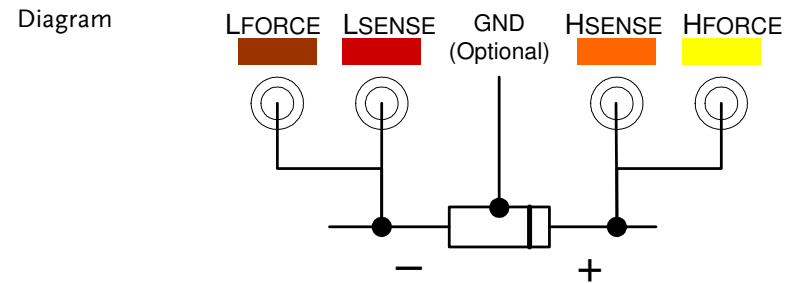 Diagram
LFORCE LSENSE GND HSENSE HFORCE
(Optional)
− +